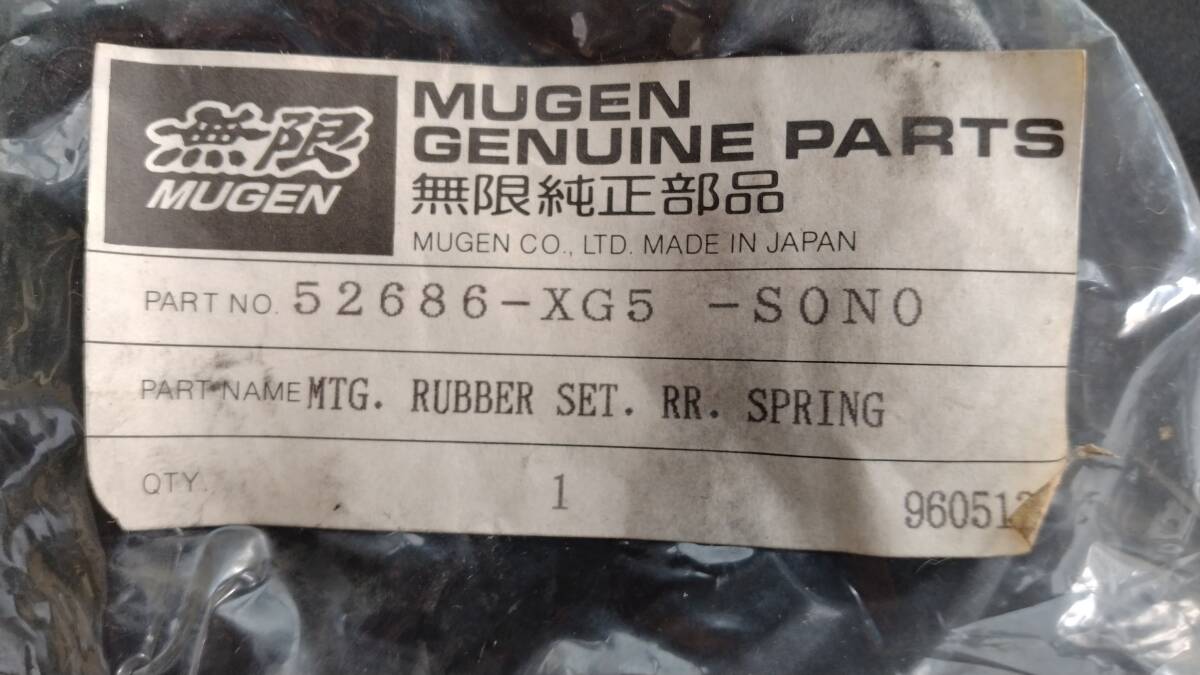 無限
MUGEN
MUGEN
GENUINE PARTS
無限純正部品
MUGEN CO., LTD. MADE IN JAPAN
PART NO. 52686-XG5 -S0N0
PART NAME MTG. RUBBER SET. RR. SPRING
QTY. 1